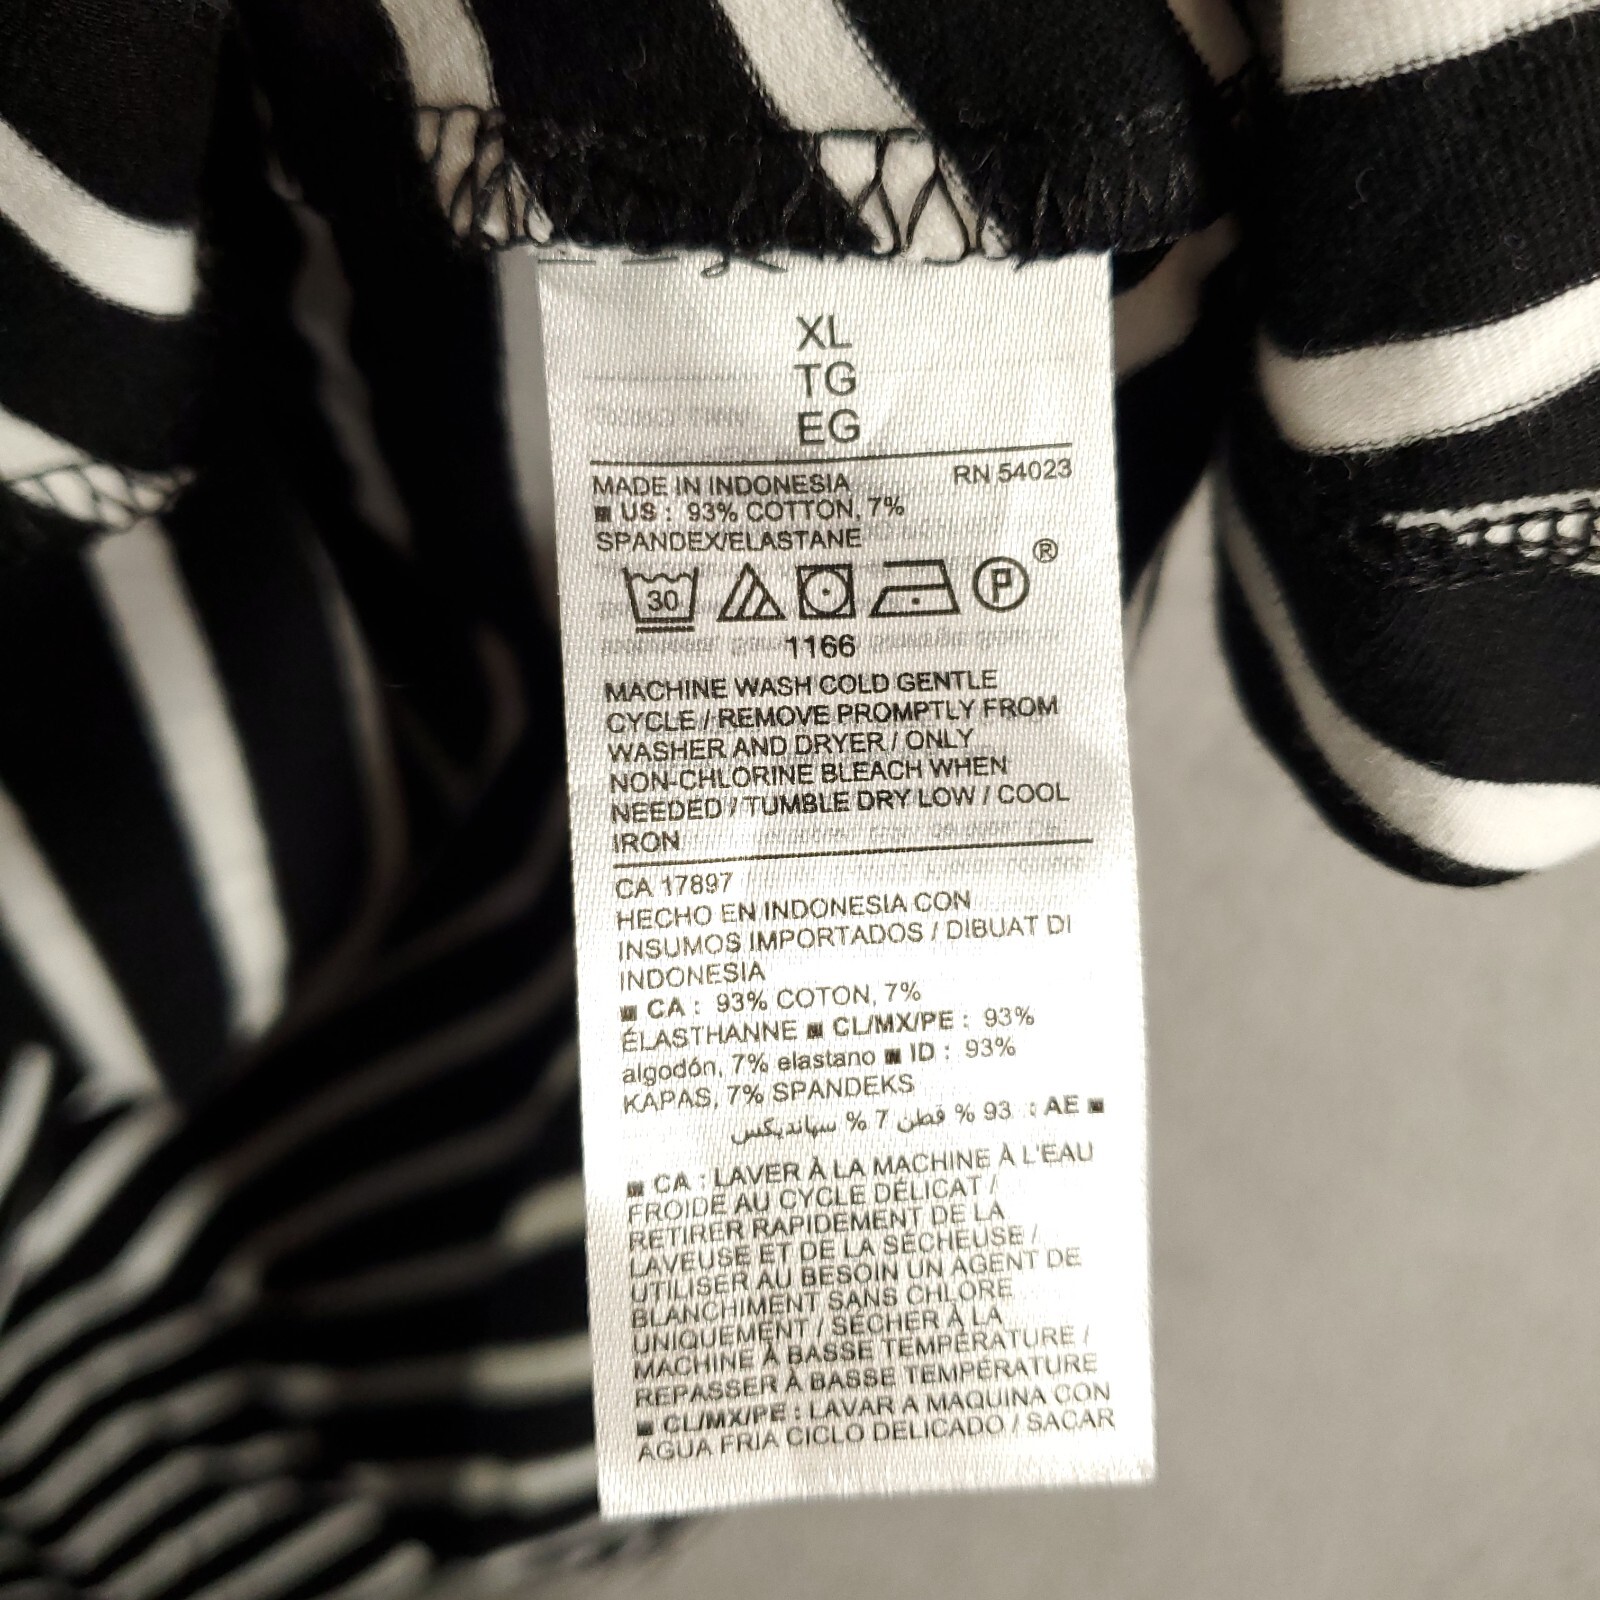 XL
TG
EG
MADE IN INDONESIA RN 54023
US : 93% COTTON, 7%
SPANDEX/ELASTANE
30 P ®
1166
MACHINE WASH COLD GENTLE
CYCLE / REMOVE PROMPTLY FROM
WASHER AND DRYER / ONLY
NON-CHLORINE BLEACH WHEN
NEEDED / TUMBLE DRY LOW / COOL
IRON
CA 17897
HECHO EN INDONESIA CON
INSUMOS IMPORTADOS / DIBUAT DI
INDONESIA
■ CA : 93% COTON, 7%
ÉLASTHANNE ■ CL/MX/PE : 93%
algodón, 7% elastano ■ ID : 93%
KAPAS, 7% SPANDEKS
■ AE : 93 % قطن 7 % سباندیکس
■ CA : LAVER À LA MACHINE À L'EAU
FROIDE AU CYCLE DÉLICAT /
RETIRER RAPIDEMENT DE LA
LAVEUSE ET DE LA SÉCHEUSE /
UTILISER AU BESOIN UN AGENT DE
BLANCHIMENT SANS CHLORE
UNIQUEMENT / SÉCHER À LA
MACHINE À BASSE TEMPÉRATURE /
REPASSER À BASSE TEMPÉRATURE
■ CL/MX/PE : LAVAR A MAQUINA CON
AGUA FRIA CICLO DELICADO / SACAR